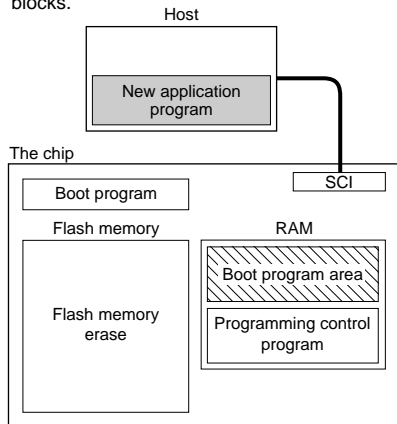 blocks.
Host
New application
program
The chip
SCI
Boot program
Flash memory
RAM
Boot program area
Flash memory
erase
Programming control
program